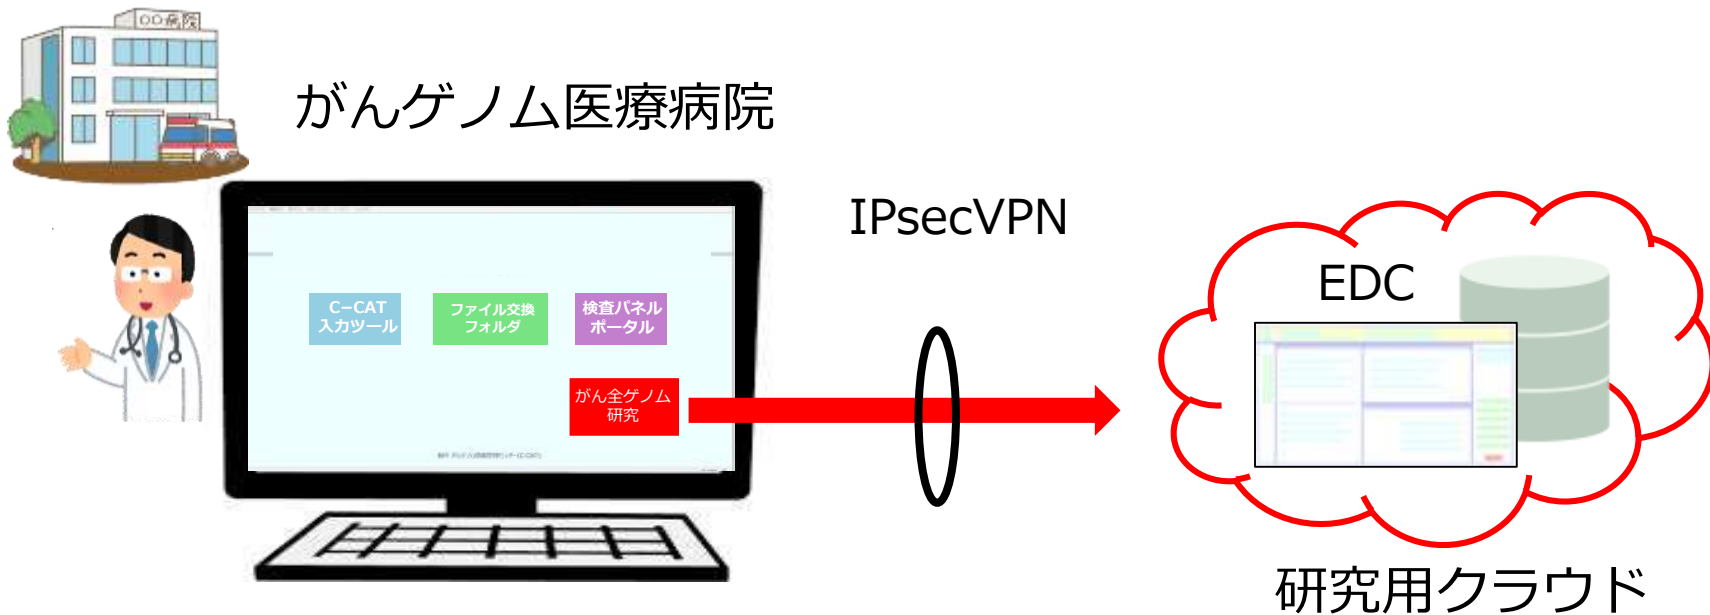 〇〇病院
がんゲノム医療病院
IPsecVPN
EDC
C-CAT
入力ツール
ファイル交換
フォルダ
検査パネル
ポータル
がん全ゲノム
研究
研究用クラウド